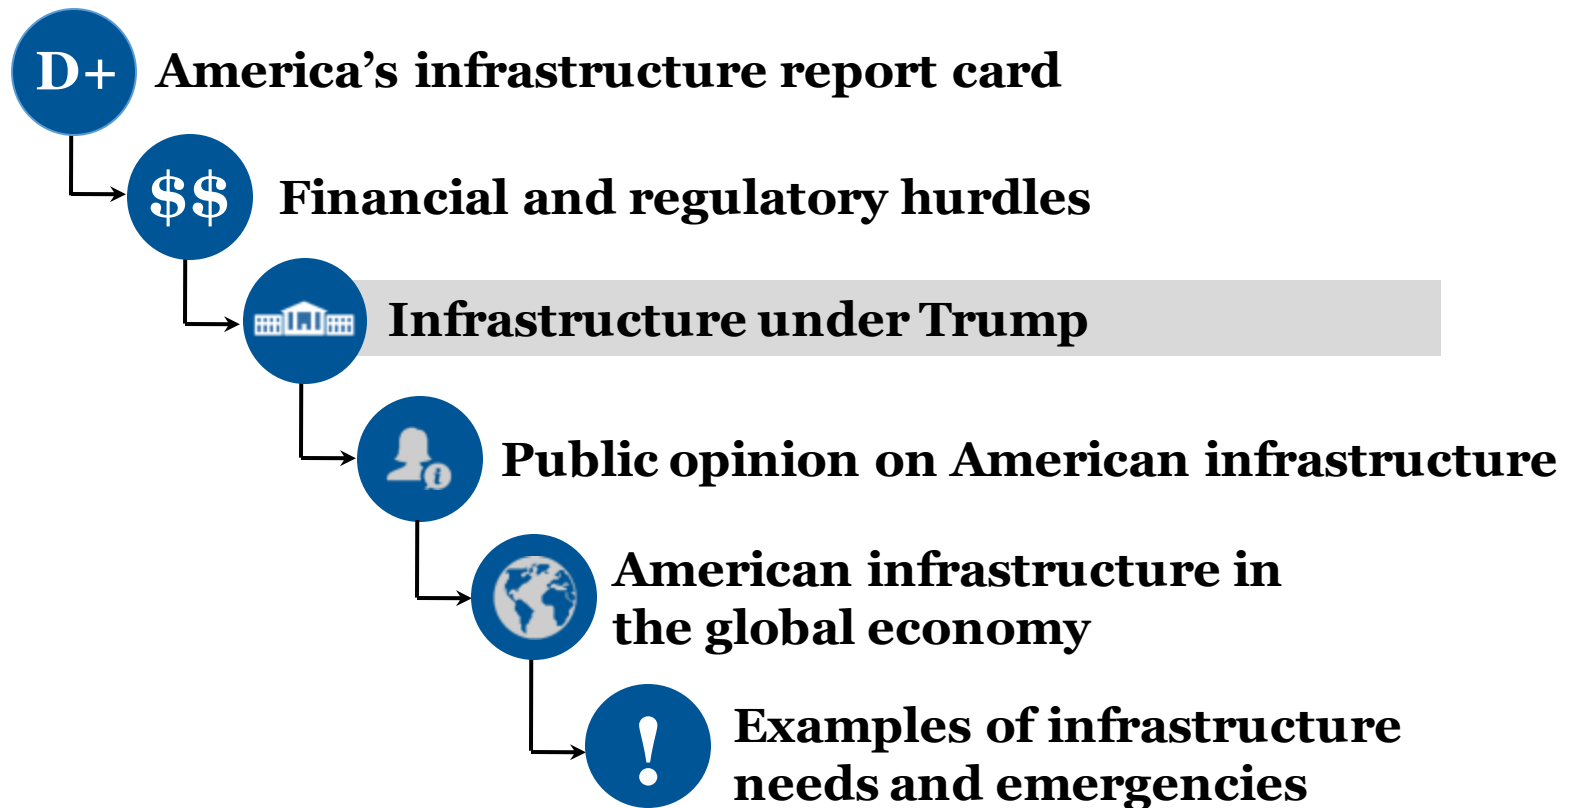 D+
America’s infrastructure report card
$$
Financial and regulatory hurdles
Infrastructure under Trump
i
Public opinion on American infrastructure
American infrastructure in
the global economy
!
Examples of infrastructure
needs and emergencies